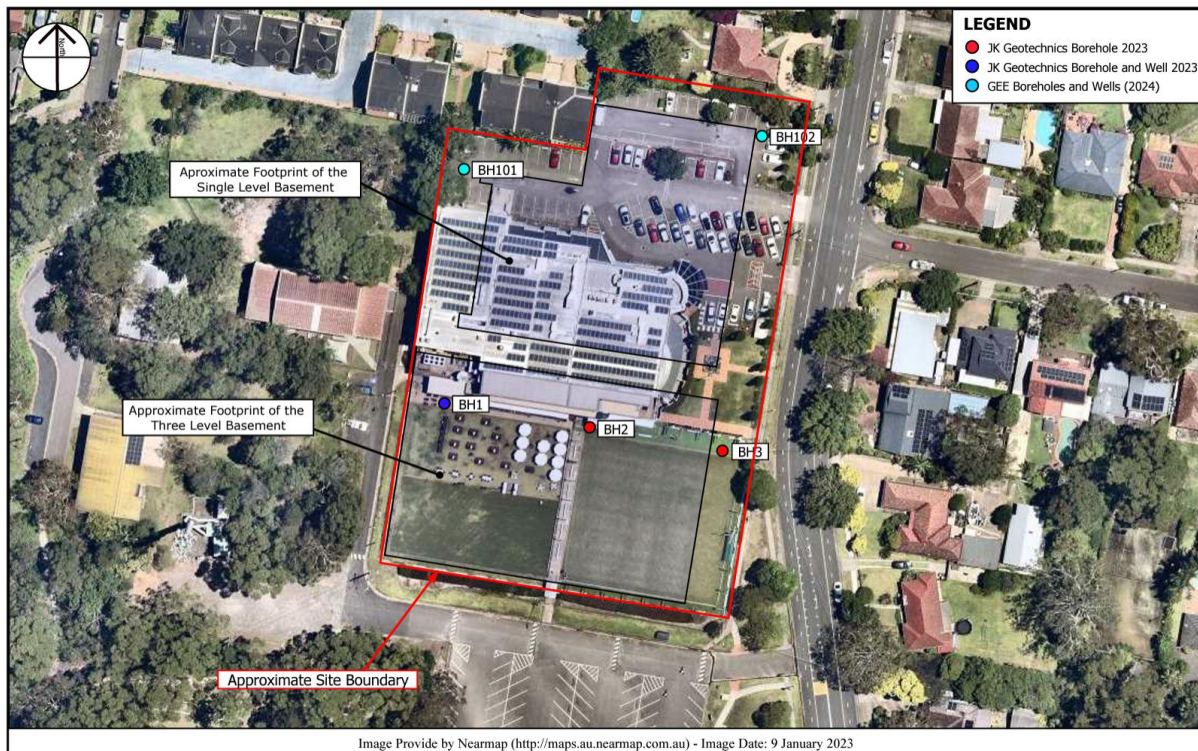 North
LEGEND
JK Geotechnics Borehole 2023
JK Geotechnics Borehole and Well 2023
GEE Boreholes and Wells (2024)
BH102
BH101
Aproximate Footprint of the
Single Level Basement
BH1
Approximate Footprint of the
Three Level Basement
BH2
BH3
Approximate Site Boundary
Image Provide by Nearmap (http://maps.au.nearmap.com.au) - Image Date: 9 January 2023